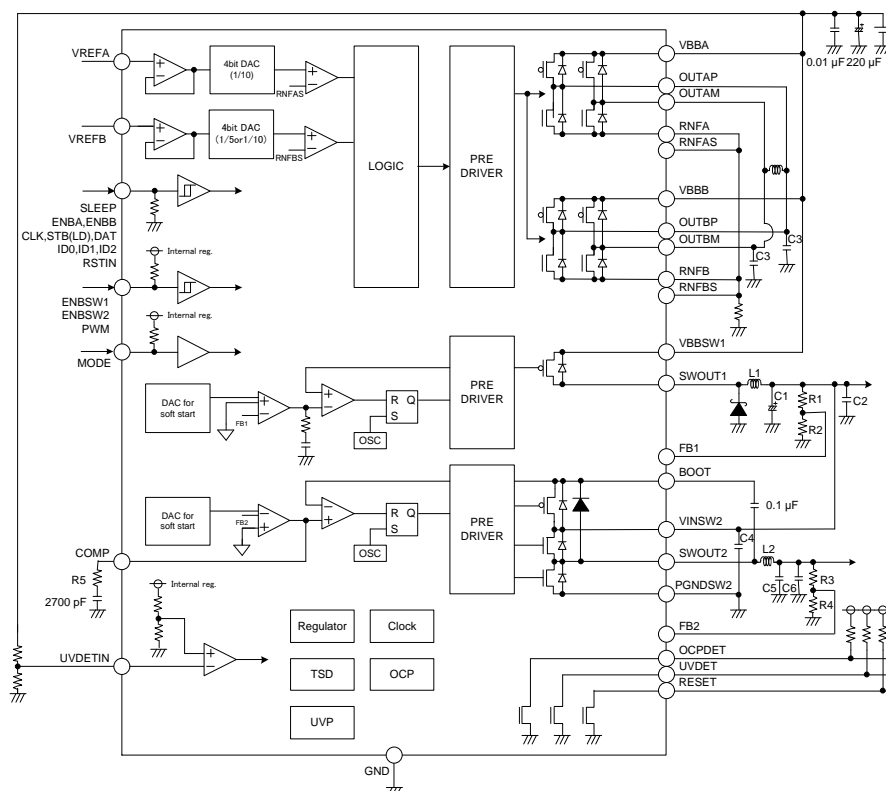 VREFA
4bit DAC
(1/10)
RNFAS
VREFB
4bit DAC
(1/5or1/10)
RNFBS
LOGIC
PRE
DRIVER
VBBA
OUTAP
OUTAM
RNFA
RNFAS
0.01 µF
220 µF
SLEEP
ENBA,ENBB
CLK,STB(LD),DAT
ID0,ID1,ID2
RSTIN
Internal reg.
VBBB
OUTBP
OUTBM
C3
C3
RNFB
RNFBS
ENBSW1
ENBSW2
PWM
Internal reg.
MODE
DAC for
soft start
FB1
R Q
S
OSC
PRE
DRIVER
VBBSW1
SWOUT1
L1
C1
R1
R2
C2
FB1
BOOT
0.1 µF
DAC for
soft start
FB2
R Q
S
OSC
PRE
DRIVER
VINSW2
C4
SWOUT2
L2
PGNDSW2
C5
C6
R3
R4
COMP
R5
2700 pF
Internal reg.
FB2
Regulator
Clock
OCPDET
UVDET
RESET
UVDETIN
TSD
OCP
UVP
GND